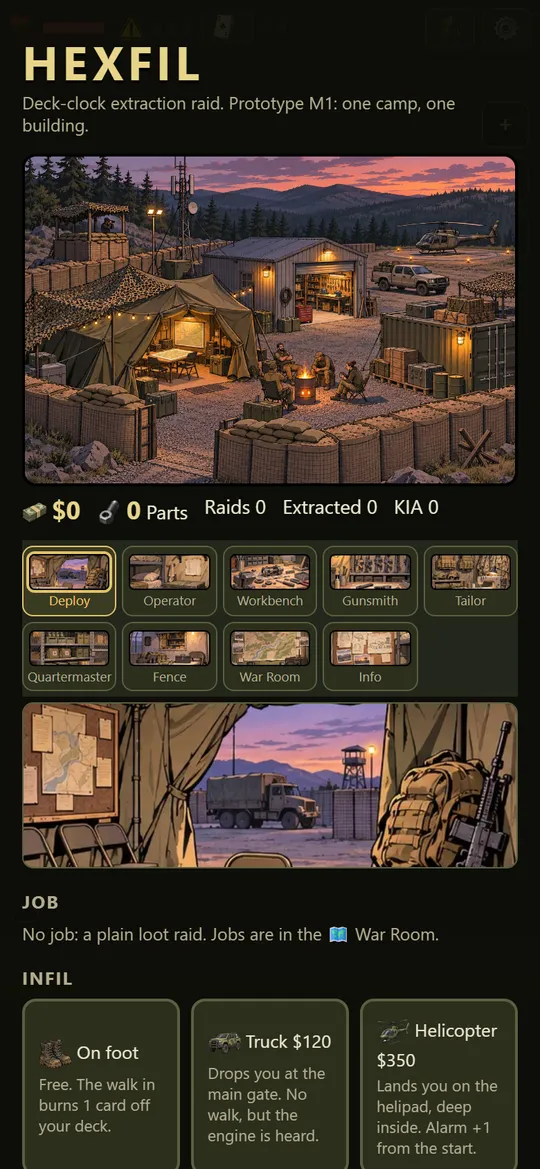 HEXFIL
Deck-clock extraction raid. Prototype M1: one camp, one
building.
$0 0 Parts Raids 0 Extracted 0 KIA 0
Deploy Operator Workbench Gunsmith Tailor
Quartermaster Fence War Room Info
JOB
No job: a plain loot raid. Jobs are in the War Room.
INFIL
On foot
Free. The walk in
burns 1 card off
your deck.
Truck $120
Drops you at the
main gate. No
walk, but the
engine is heard.
Helicopter
$350
Lands you on the
helipad, deep
inside. Alarm +1
from the start.